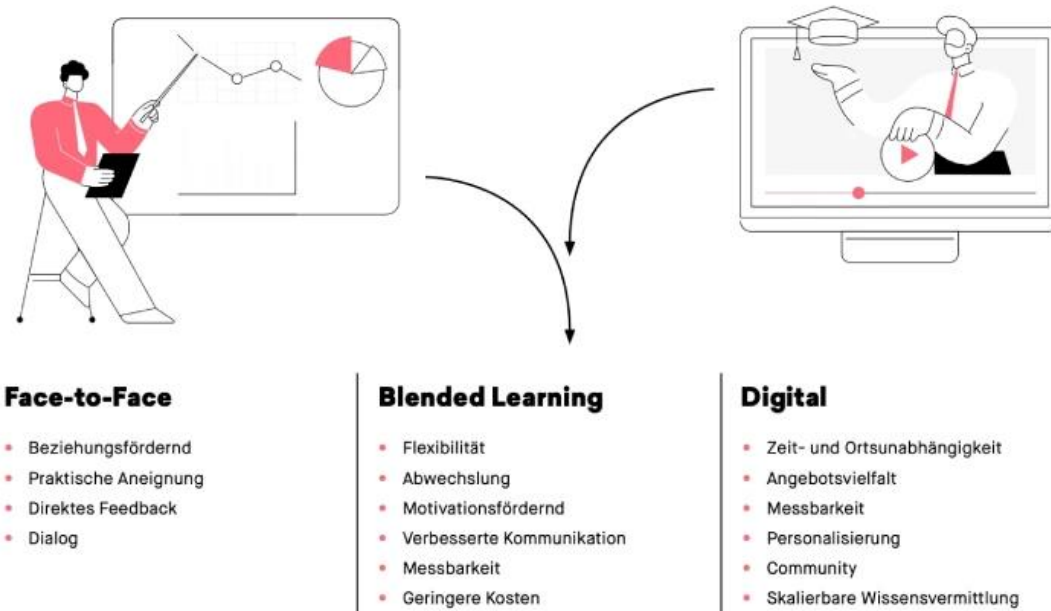 Face-to-Face
Beziehungsfördernd
Praktische Aneignung
Direktes Feedback
Dialog
Blended Learning
Flexibilität
Abwechslung
Motivationsfördernd
Verbesserte Kommunikation
Messbarkeit
Geringere Kosten
Digital
Zeit- und Ortsunabhängigkeit
Angebotsvielfalt
Messbarkeit
Personalisierung
Community
Skalierbare Wissensvermittlung